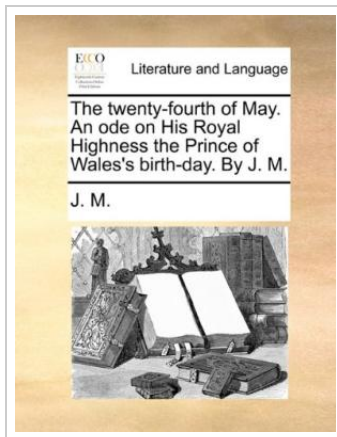 ECCO
Literature and Language
The twenty-fourth of May.
An ode on His Royal
Highness the Prince of
Wales's birth-day. By J. M.
J. M.